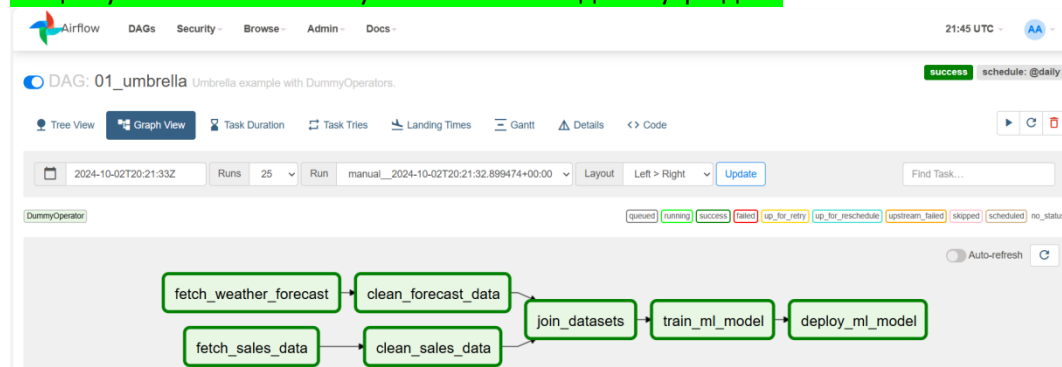 Airflow DAGs Security Browse Admin Docs 21:45 UTC AA
DAG: 01_umbrella Umbrella example with DummyOperators. success schedule: @daily
Tree View Graph View Task Duration Task Tries Landing Times Gantt Details <> Code
2024-10-02T20:21:33Z Runs 25 Run manual__2024-10-02T20:21:32.899474+00:00 Layout Left > Right Update Find Task...
DummyOperator queued running success failed up_for_retry up_for_reschedule upstream_failed skipped scheduled no_status
Auto-refresh
fetch_weather_forecast clean_forecast_data
join_datasets train_ml_model deploy_ml_model
fetch_sales_data clean_sales_data